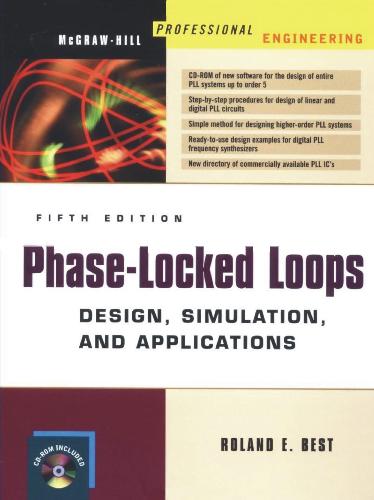 McGRAW-HILL
PROFESSIONAL
ENGINEERING
CD-ROM of new software for the design of entire
PLL systems up to order 5
Step-by-step procedures for design of linear and
digital PLL circuits
Simple method for designing higher-order PLL systems
Ready-to-use design examples for digital PLL
frequency synthesizers
New directory of commercially available PLL IC's
FIFTH EDITION
Phase-Locked Loops
DESIGN, SIMULATION,
AND APPLICATIONS
CD-ROM INCLUDED
ROLAND E. BEST